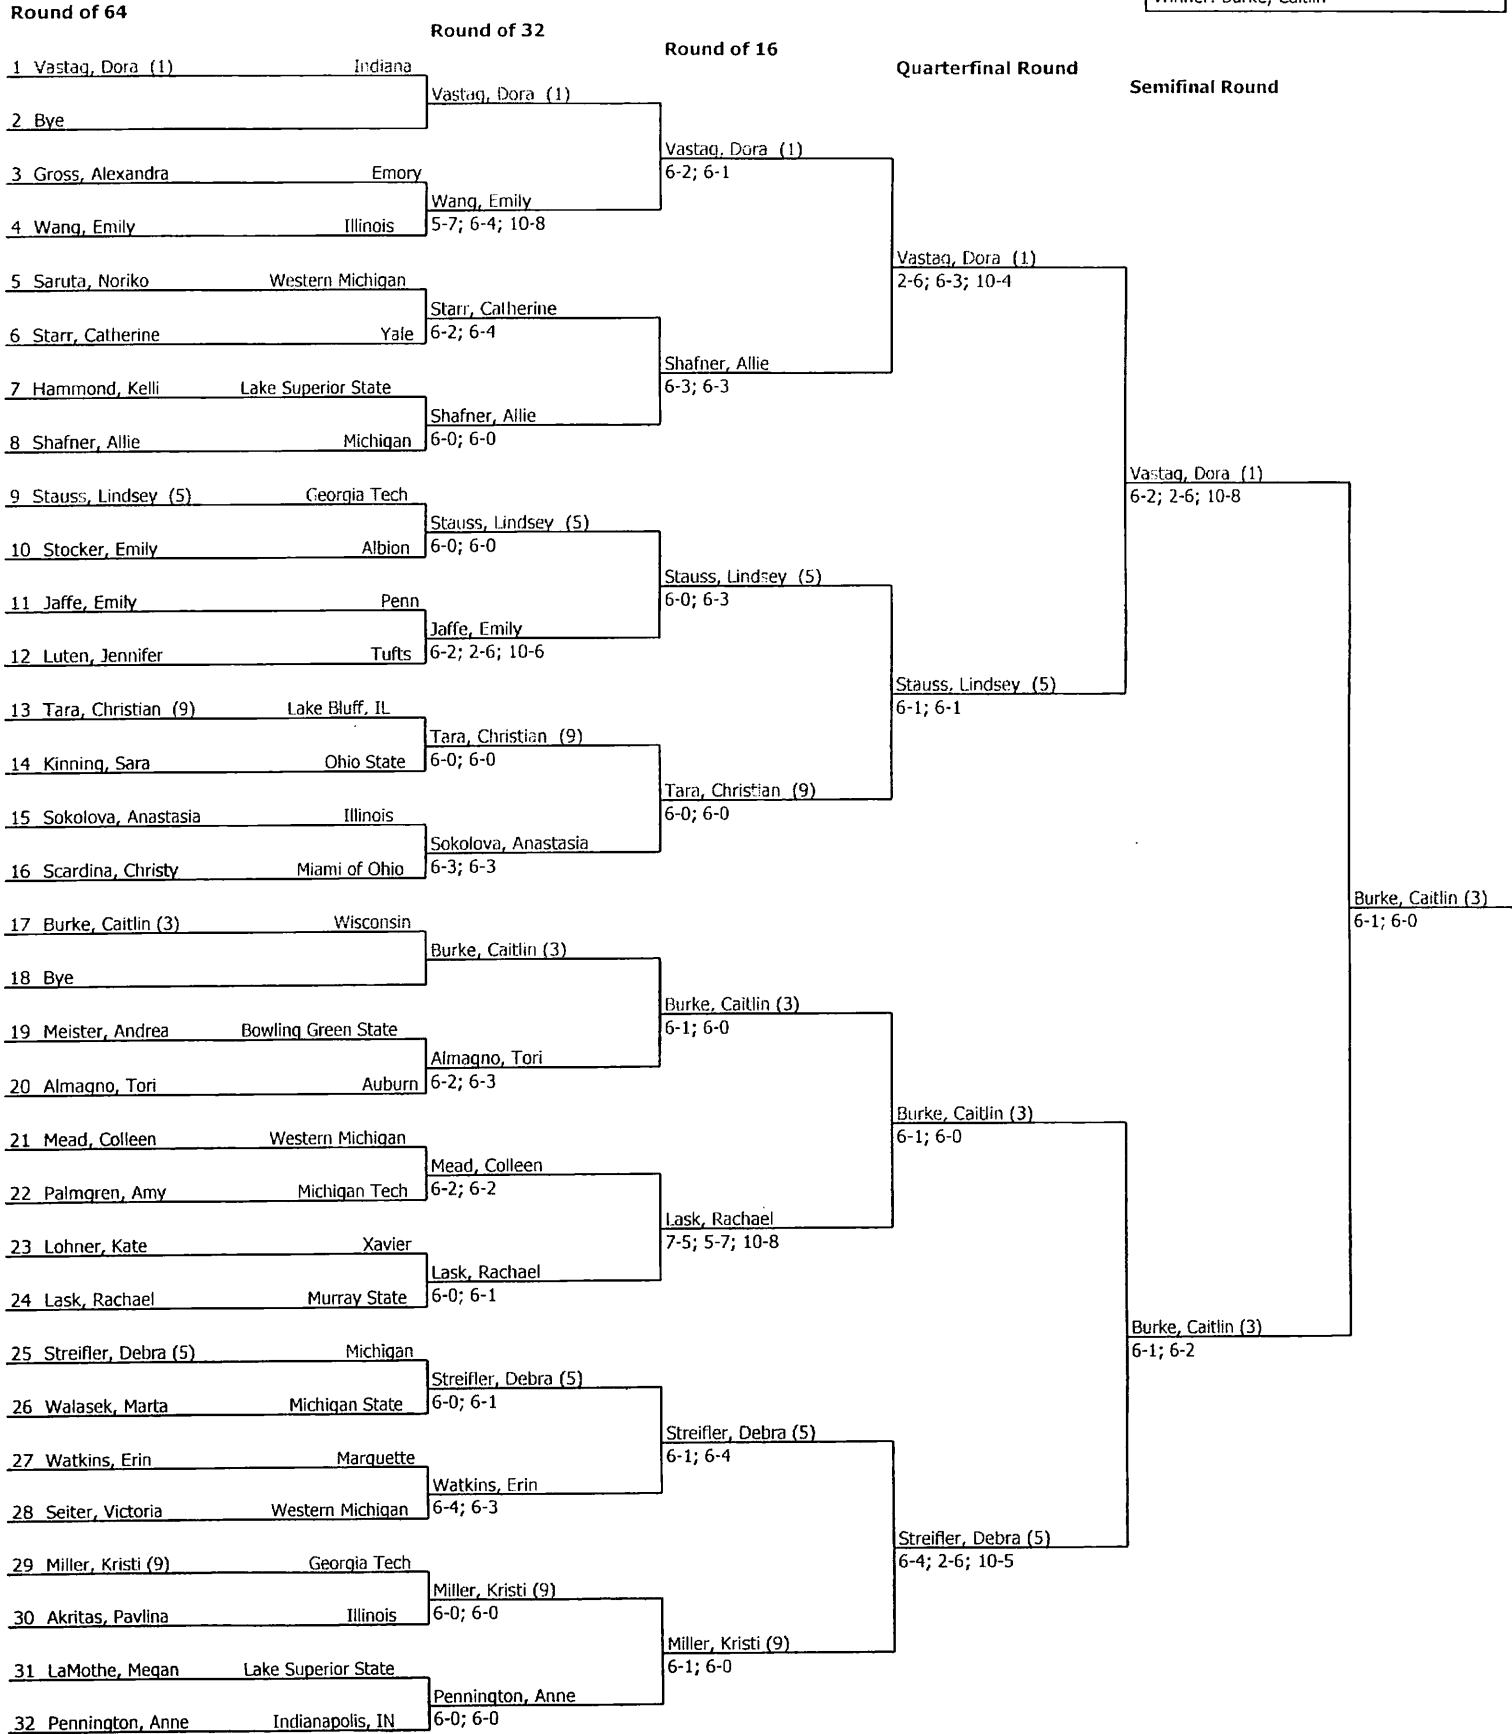 Winner: Burke, Caitlin
Round of 64
Round of 32
Round of 16
Quarterfinal Round
Semifinal Round
1 Vastag, Dora (1) Indiana
Vastag, Dora (1)
2 Bye
Vastag, Dora (1)
6-2; 6-1
3 Gross, Alexandra Emory
Wang, Emily
5-7; 6-4; 10-8
4 Wang, Emily Illinois
Vastag, Dora (1)
2-6; 6-3; 10-4
5 Saruta, Noriko Western Michigan
Starr, Catherine
6-2; 6-4
6 Starr, Catherine Yale
Shafner, Allie
6-3; 6-3
7 Hammond, Kelli Lake Superior State
Shafner, Allie
6-0; 6-0
8 Shafner, Allie Michigan
Vastag, Dora (1)
6-2; 2-6; 10-8
9 Stauss, Lindsey (5) Georgia Tech
Stauss, Lindsey (5)
6-0; 6-0
10 Stocker, Emily Albion
Stauss, Lindsey (5)
6-0; 6-3
11 Jaffe, Emily Penn
Jaffe, Emily
6-2; 2-6; 10-6
12 Luten, Jennifer Tufts
Stauss, Lindsey (5)
6-1; 6-1
13 Tara, Christian (9) Lake Bluff, IL
Tara, Christian (9)
6-0; 6-0
14 Kinning, Sara Ohio State
Tara, Christian (9)
6-0; 6-0
15 Sokolova, Anastasia Illinois
Sokolova, Anastasia
6-3; 6-3
16 Scardina, Christy Miami of Ohio
Burke, Caitlin (3)
6-1; 6-0
17 Burke, Caitlin (3) Wisconsin
Burke, Caitlin (3)
18 Bye
Burke, Caitlin (3)
6-1; 6-0
19 Meister, Andrea Bowling Green State
Almagno, Tori
6-2; 6-3
20 Almagno, Tori Auburn
Burke, Caitlin (3)
6-1; 6-0
21 Mead, Colleen Western Michigan
Mead, Colleen
6-2; 6-2
22 Palmgren, Amy Michigan Tech
Lask, Rachael
7-5; 5-7; 10-8
23 Lohner, Kate Xavier
Lask, Rachael
6-0; 6-1
24 Lask, Rachael Murray State
Burke, Caitlin (3)
6-1; 6-2
25 Streifler, Debra (5) Michigan
Streifler, Debra (5)
6-0; 6-1
26 Walasek, Marta Michigan State
Streifler, Debra (5)
6-1; 6-4
27 Watkins, Erin Marquette
Watkins, Erin
6-4; 6-3
28 Seiter, Victoria Western Michigan
Streifler, Debra (5)
6-4; 2-6; 10-5
29 Miller, Kristi (9) Georgia Tech
Miller, Kristi (9)
6-0; 6-0
30 Akritas, Pavlina Illinois
Miller, Kristi (9)
6-1; 6-0
31 LaMothe, Megan Lake Superior State
Pennington, Anne
6-0; 6-0
32 Pennington, Anne Indianapolis, IN